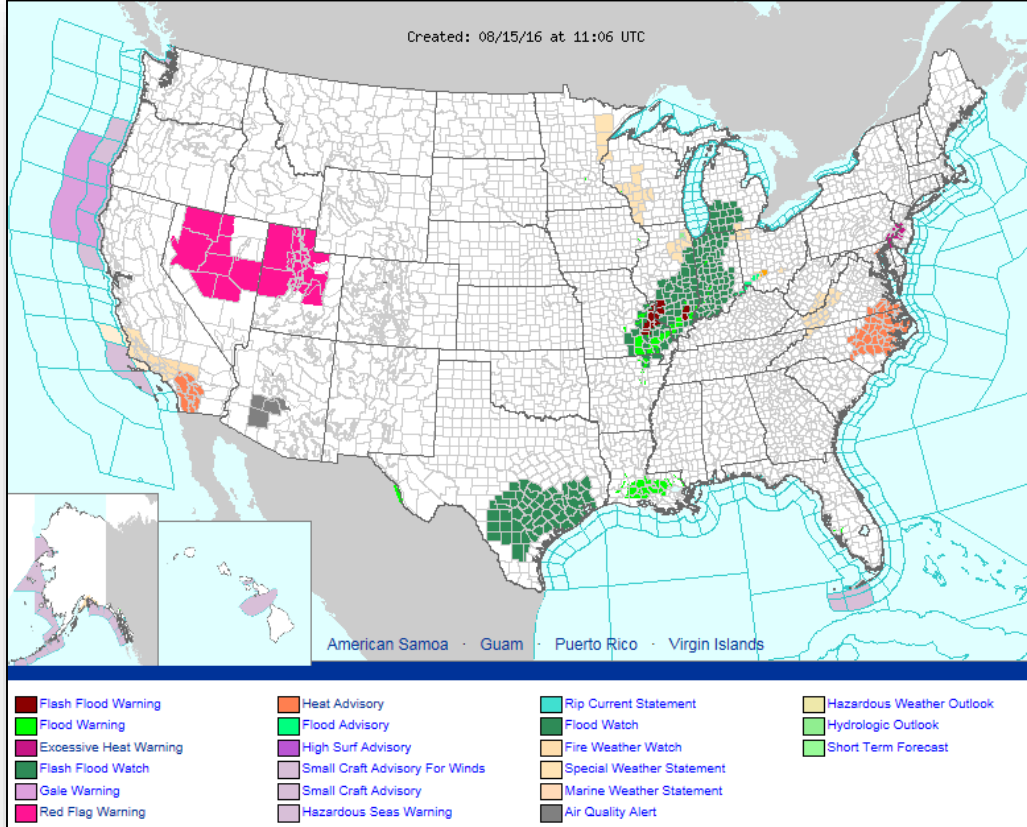 Created: 08/15/16 at 11:06 UTC
American Samoa · Guam · Puerto Rico · Virgin Islands
Flash Flood Warning
Flood Warning
Excessive Heat Warning
Flash Flood Watch
Gale Warning
Red Flag Warning
Heat Advisory
Flood Advisory
High Surf Advisory
Small Craft Advisory For Winds
Small Craft Advisory
Hazardous Seas Warning
Rip Current Statement
Flood Watch
Fire Weather Watch
Special Weather Statement
Marine Weather Statement
Air Quality Alert
Hazardous Weather Outlook
Hydrologic Outlook
Short Term Forecast